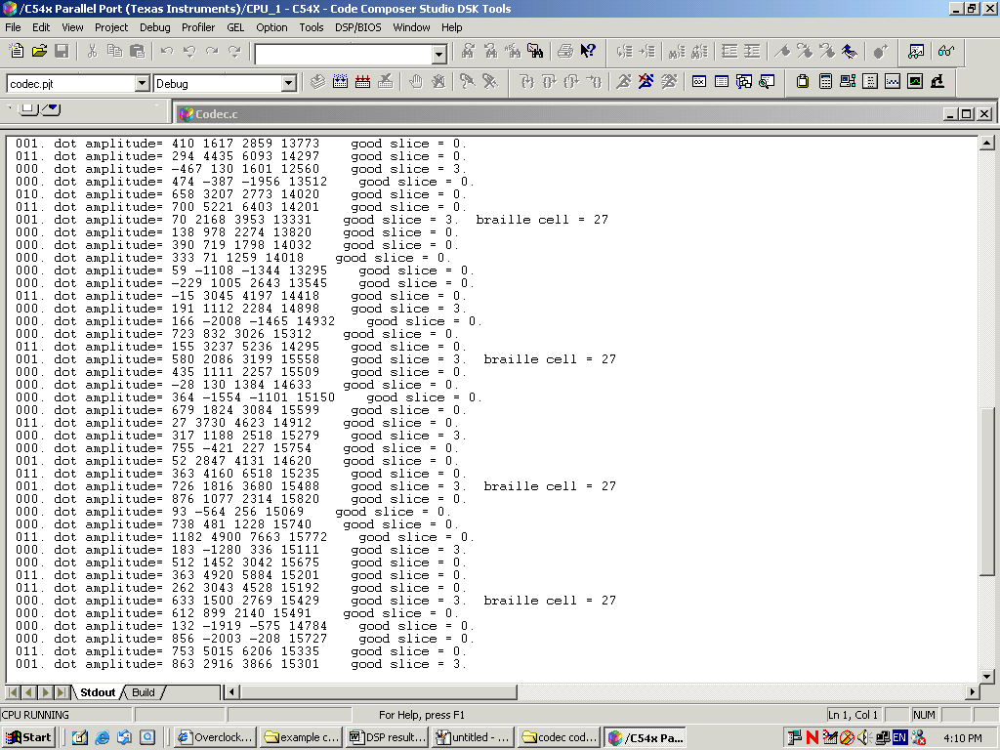 /C54x Parallel Port (Texas Instruments)/CPU_1 - C54X - Code Composer Studio DSK Tools
File Edit View Project Debug Profiler GEL Option Tools DSP/BIOS Window Help
codec.pjt Debug
Codec.c
001. dot amplitude= 410 1617 2859 13773 good slice = 0.
011. dot amplitude= 294 4435 6093 14297 good slice = 0.
000. dot amplitude= -467 130 1601 12560 good slice = 3.
000. dot amplitude= 474 -387 -1956 13512 good slice = 0.
010. dot amplitude= 658 3207 2773 14020 good slice = 0.
011. dot amplitude= 700 5221 6403 14201 good slice = 0.
001. dot amplitude= 70 2168 3953 13331 good slice = 3. braille cell = 27
000. dot amplitude= 138 978 2274 13820 good slice = 0.
000. dot amplitude= 390 719 1798 14032 good slice = 0.
000. dot amplitude= 333 71 1259 14018 good slice = 0.
000. dot amplitude= 59 -1108 -1344 13295 good slice = 0.
000. dot amplitude= -229 1005 2643 13545 good slice = 0.
011. dot amplitude= -15 3045 4197 14418 good slice = 0.
000. dot amplitude= 191 1112 2284 14898 good slice = 3.
000. dot amplitude= 166 -2008 -1465 14932 good slice = 0.
000. dot amplitude= 723 832 3026 15312 good slice = 0.
011. dot amplitude= 155 3237 5236 14295 good slice = 0.
001. dot amplitude= 580 2086 3199 15558 good slice = 3. braille cell = 27
000. dot amplitude= 435 1111 2257 15509 good slice = 0.
000. dot amplitude= -28 130 1384 14633 good slice = 0.
000. dot amplitude= 364 -1554 -1101 15150 good slice = 0.
000. dot amplitude= 679 1824 3084 15599 good slice = 0.
011. dot amplitude= 27 3730 4623 14912 good slice = 0.
000. dot amplitude= 317 1188 2518 15279 good slice = 3.
000. dot amplitude= 755 -421 227 15754 good slice = 0.
001. dot amplitude= 52 2847 4131 14620 good slice = 0.
011. dot amplitude= 363 4160 6518 15235 good slice = 0.
001. dot amplitude= 726 1816 3680 15488 good slice = 3. braille cell = 27
000. dot amplitude= 876 1077 2314 15820 good slice = 0.
000. dot amplitude= 93 -564 256 15069 good slice = 0.
000. dot amplitude= 738 481 1228 15740 good slice = 0.
011. dot amplitude= 1182 4900 7663 15772 good slice = 0.
000. dot amplitude= 183 -1280 336 15111 good slice = 3.
000. dot amplitude= 512 1452 3042 15675 good slice = 0.
011. dot amplitude= 363 4920 5884 15201 good slice = 0.
011. dot amplitude= 262 3043 4528 15192 good slice = 0.
000. dot amplitude= 633 1500 2769 15429 good slice = 3. braille cell = 27
000. dot amplitude= 612 899 2140 15491 good slice = 0.
000. dot amplitude= 132 -1919 -575 14784 good slice = 0.
000. dot amplitude= 856 -2003 -208 15727 good slice = 0.
011. dot amplitude= 753 5015 6206 15335 good slice = 0.
001. dot amplitude= 863 2916 3866 15301 good slice = 3.
Stdout Build
CPU RUNNING For Help, press F1 Ln 1, Col 1 NUM
Start Overclock... example c... DSP result... untitled - ... codec cod... /C54x Pa... EN 4:10 PM